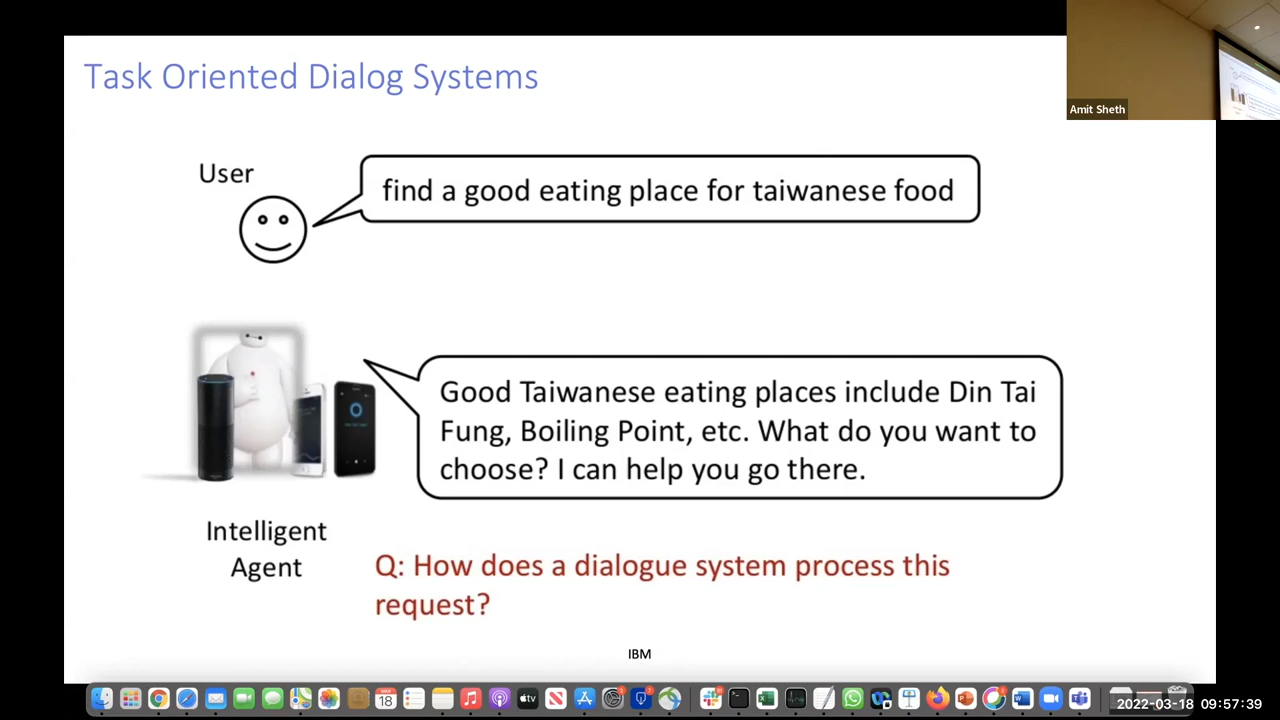 Task Oriented Dialog Systems
Amit Sheth
User
find a good eating place for taiwanese food
Good Taiwanese eating places include Din Tai
Fung, Boiling Point, etc. What do you want to
choose? I can help you go there.
Intelligent
Agent
Q: How does a dialogue system process this
request?
IBM
18
tv
2022-03-18 09:57:39